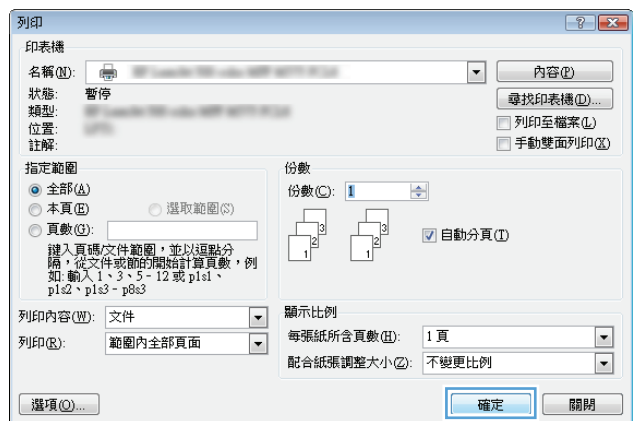 列印
印表機
名稱(N):
內容(P)
狀態: 暫停
尋找印表機(D)...
類型:
位置:
列印至檔案(L)
註解:
手動雙面列印(X)
指定範圍
全部(A)
本頁(E) 選取範圍(S)
頁數(G):
鍵入頁碼/文件範圍，並以逗點分
隔，從文件或節的開始計算頁數，例
如: 輸入 1、3、5 - 12 或 p1s1、
p1s2、p1s3 - p8s3
份數
份數(C): 1
1 2 3 1 2 3
自動分頁(T)
列印內容(W): 文件
列印(R): 範圍內全部頁面
顯示比例
每張紙所含頁數(H): 1 頁
配合紙張調整大小(Z): 不變更比例
選項(O)... 確定 關閉